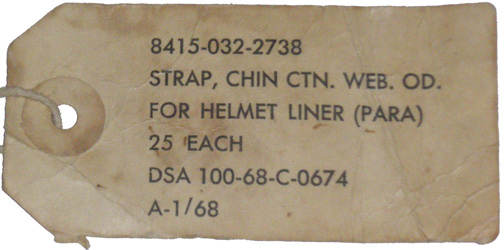 8415-032-2738
STRAP, CHIN CTN. WEB. OD.
FOR HELMET LINER (PARA)
25 EACH
DSA 100-68-C-0674
A-1/68